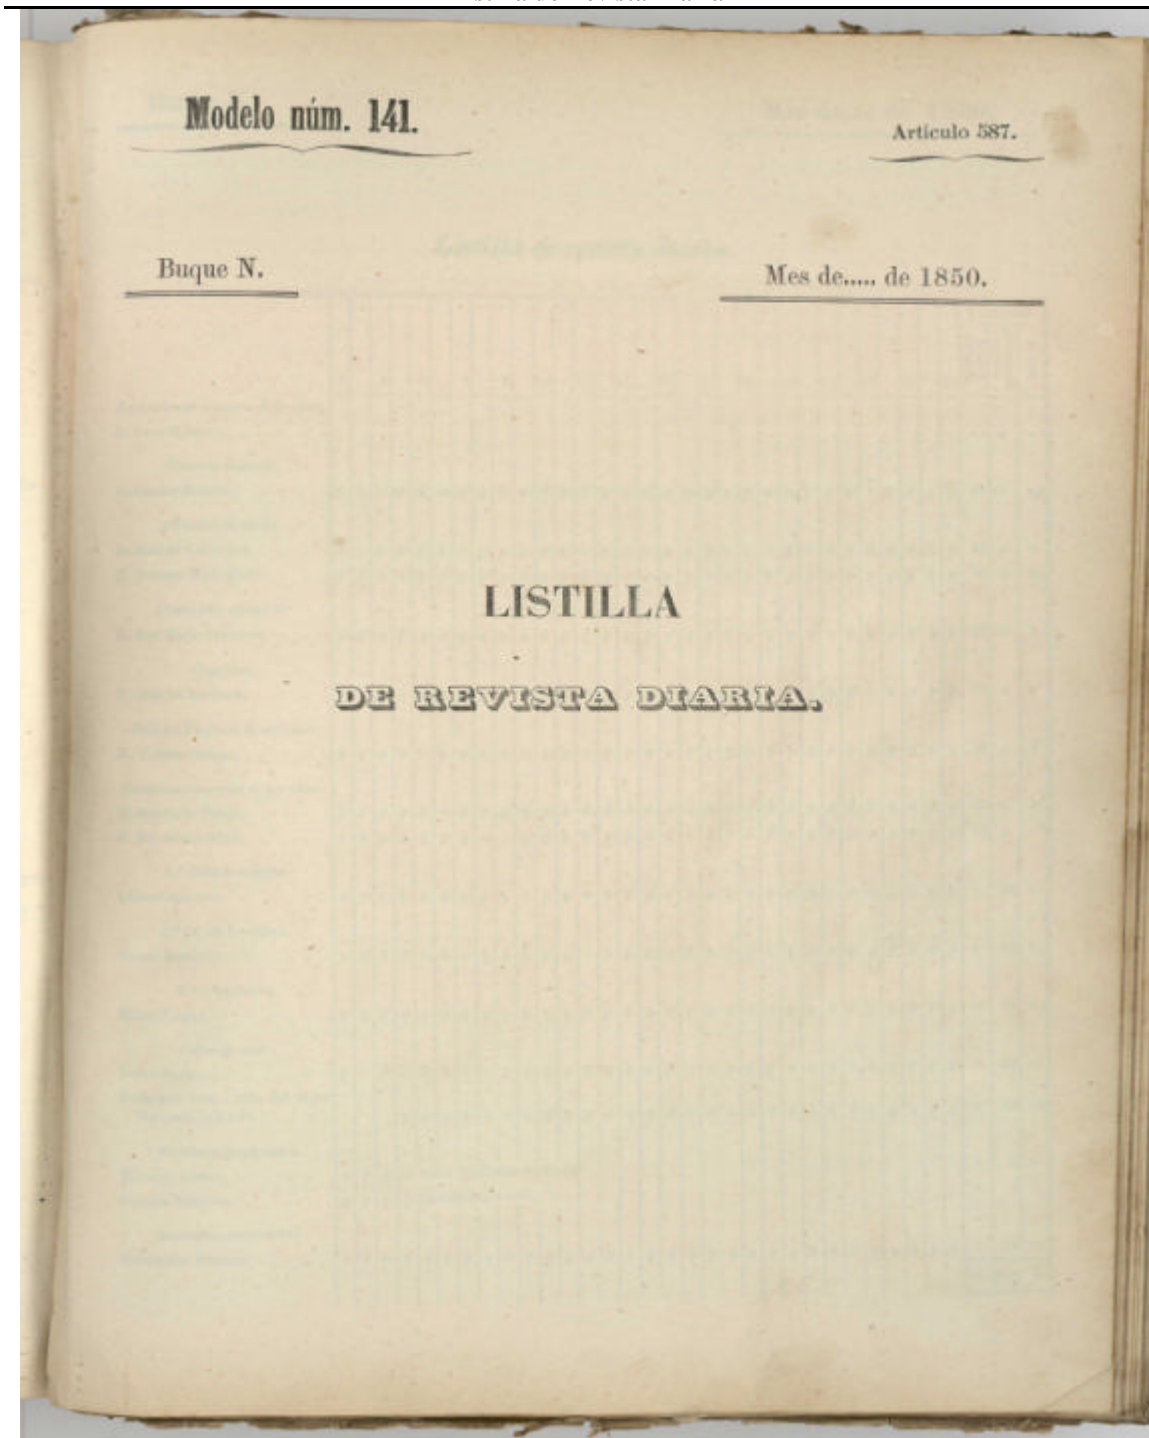 Modelo núm. 141.
Artículo 587.
Buque N.
Mes de..... de 1850.
LISTILLA
DE REVISTA DIARIA.